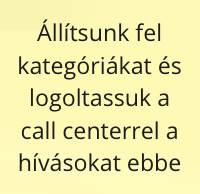 Állítsunk fel
kategóriákat és
logoltassuk a
call centerrel a
hívásokat ebbe